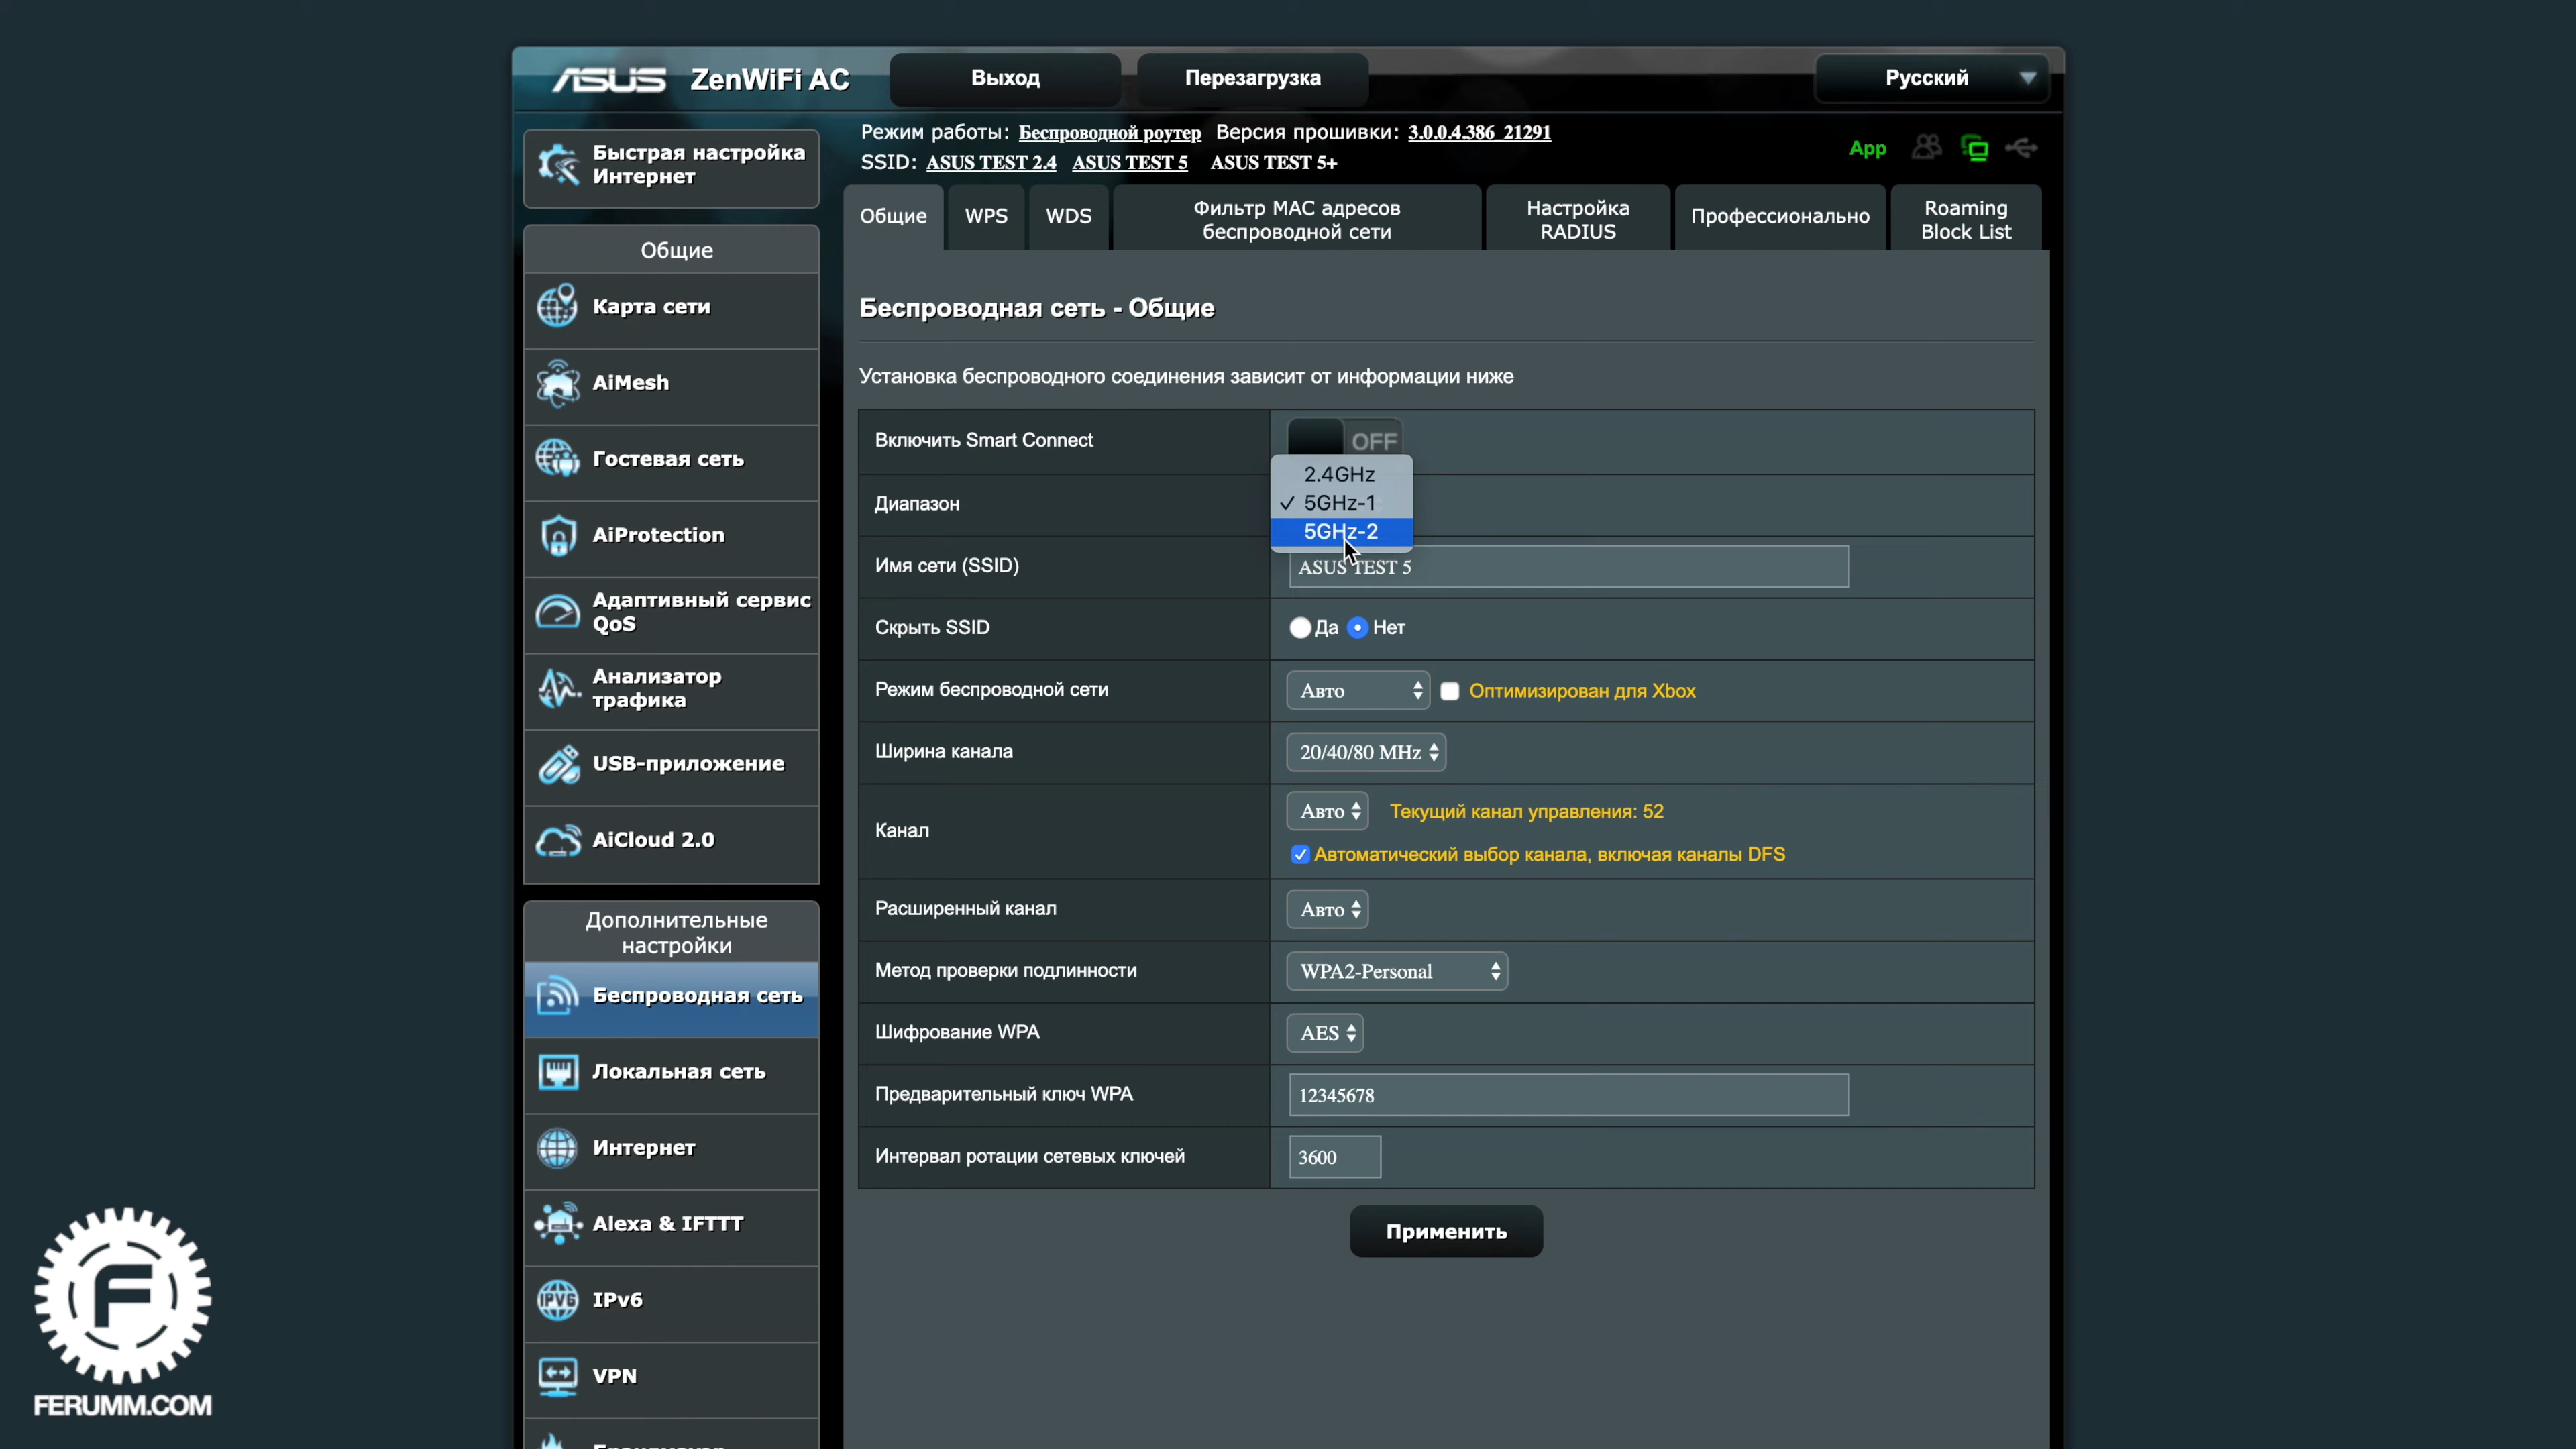 ASUS ZenWiFi AC Выход Перезагрузка Русский
Режим работы: Беспроводной роутер Версия прошивки: 3.0.0.4.386_21291
SSID: ASUS TEST 2.4 ASUS TEST 5 ASUS TEST 5+
App
Быстрая настройка
Интернет
Общие
Карта сети
AiMesh
Гостевая сеть
AiProtection
Адаптивный сервис
QoS
Анализатор
трафика
USB-приложение
AiCloud 2.0
Дополнительные
настройки
Беспроводная сеть
Локальная сеть
Интернет
Alexa & IFTTT
IPv6
VPN
Общие
WPS
WDS
Фильтр MAC адресов
беспроводной сети
Настройка
RADIUS
Профессионально
Roaming
Block List
Беспроводная сеть - Общие
Установка беспроводного соединения зависит от информации ниже
Включить Smart Connect OFF
Диапазон
2.4GHz
✓ 5GHz-1
5GHz-2
Имя сети (SSID) ASUS TEST 5
Скрыть SSID Да Нет
Режим беспроводной сети Авто Оптимизирован для Xbox
Ширина канала 20/40/80 MHz
Канал Авто Текущий канал управления: 52
Автоматический выбор канала, включая каналы DFS
Расширенный канал Авто
Метод проверки подлинности WPA2-Personal
Шифрование WPA AES
Предварительный ключ WPA 12345678
Интервал ротации сетевых ключей 3600
Применить
F
FERUMM.COM